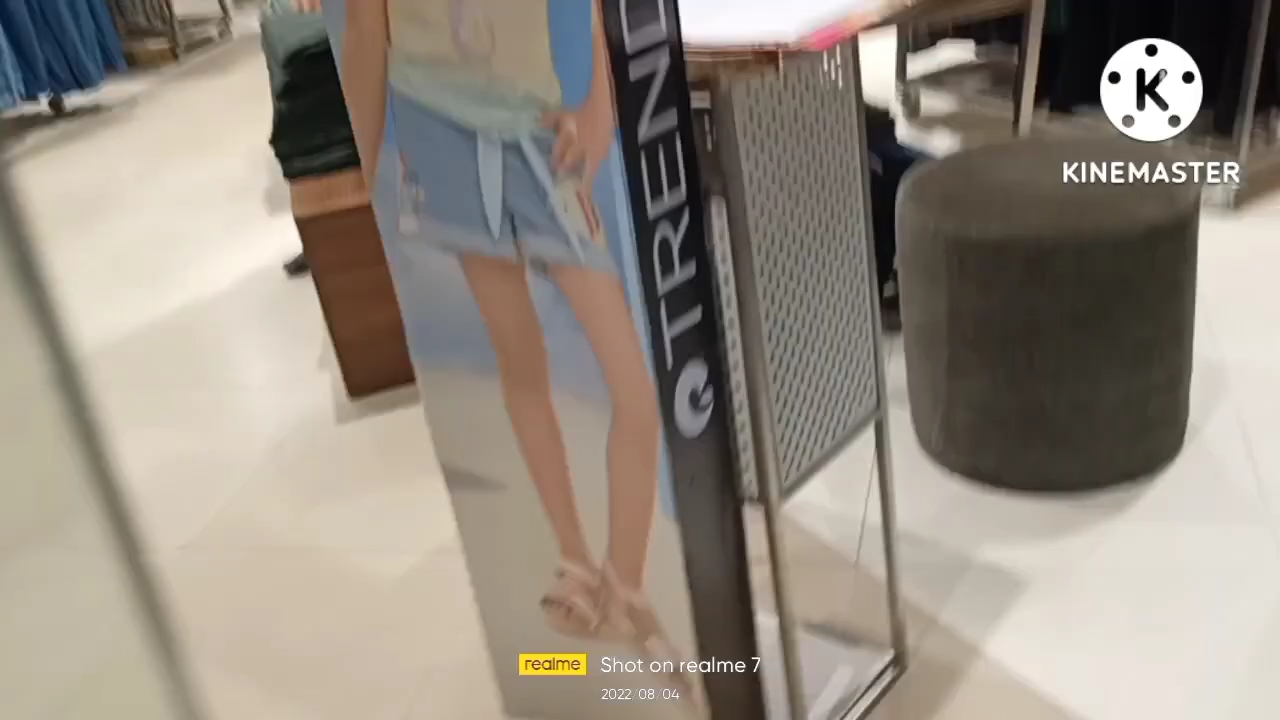 TREND
K
KINEMASTER
realme Shot on realme 7
2022/08/04